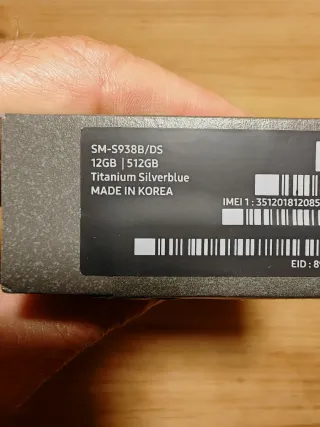 SM-S938B/DS
12GB | 512GB
Titanium Silverblue
MADE IN KOREA
IMEI 1 : 351201812085
EID : 8